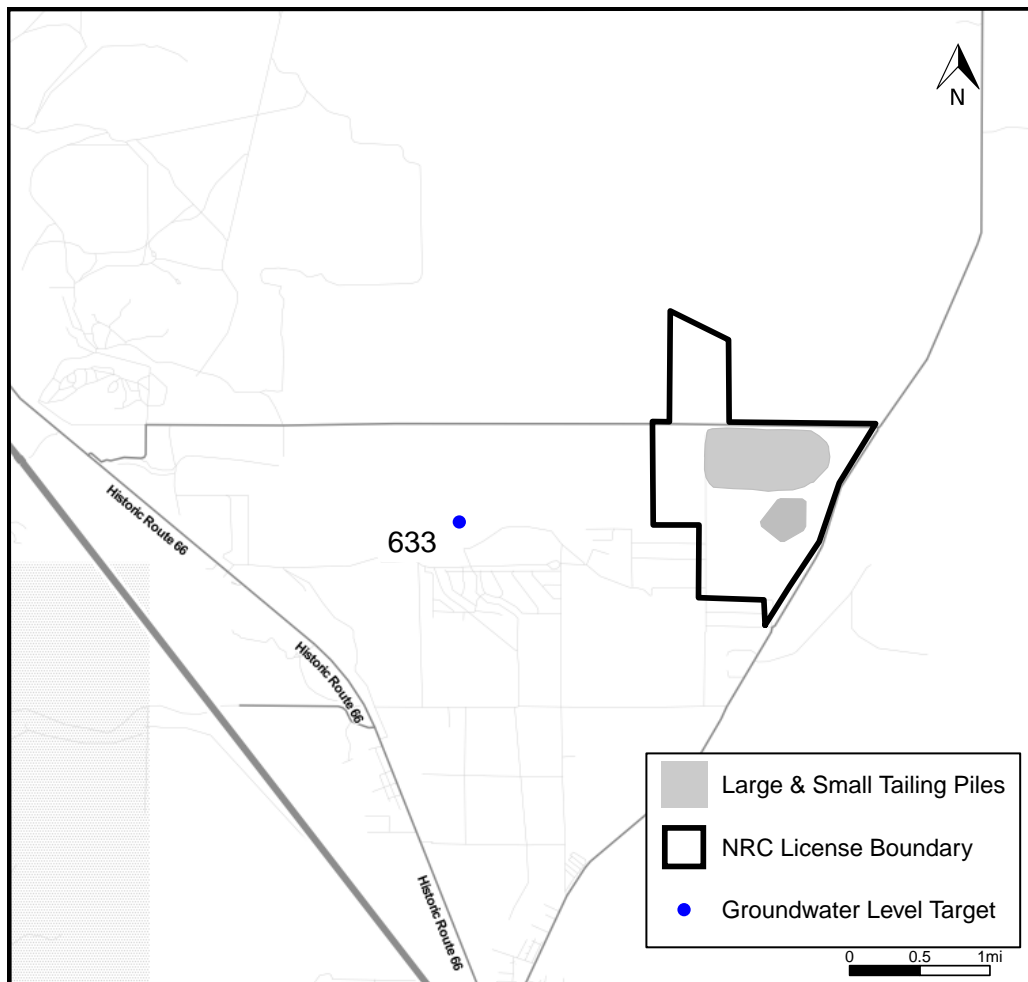 N
Historic Route 66
633
Historic Route 66
Historic Route 66
Large & Small Tailing Piles
NRC License Boundary
Groundwater Level Target
0 0.5 1mi